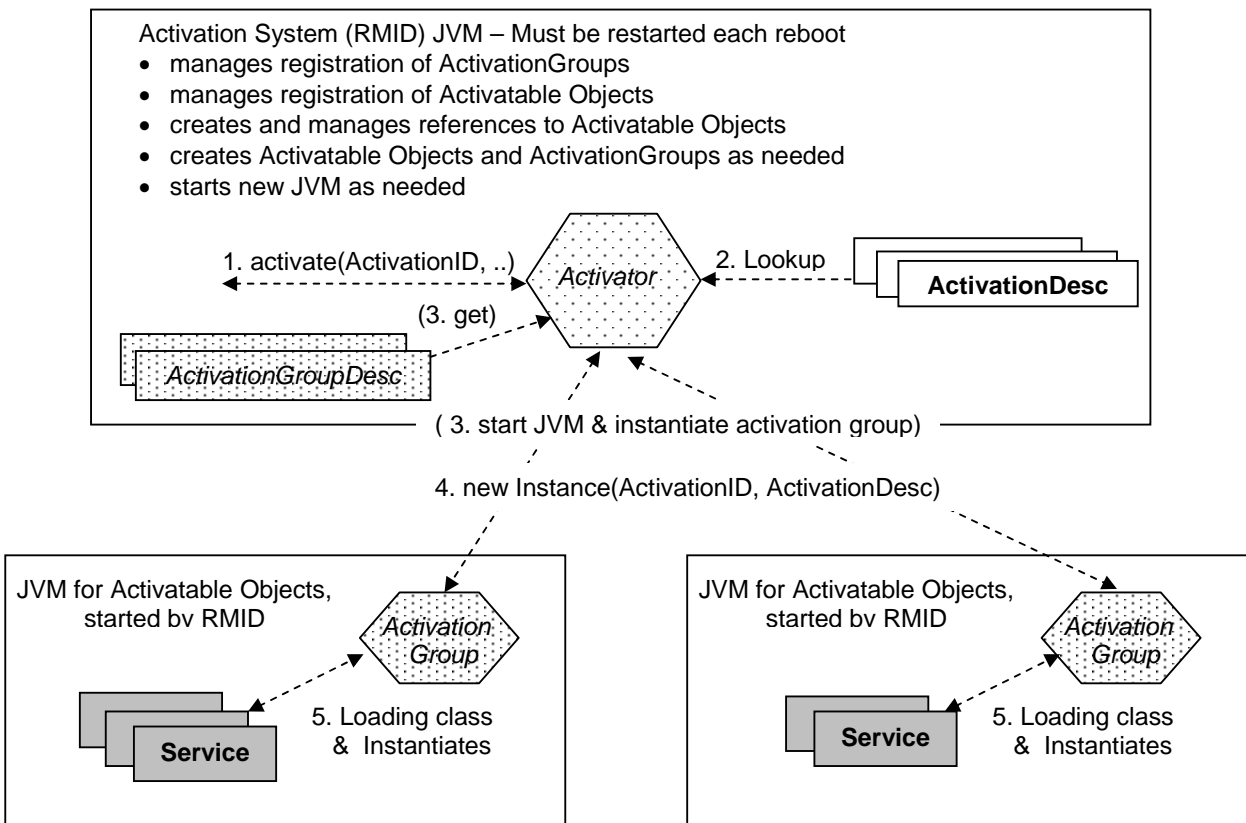 Activation System (RMID) JVM – Must be restarted each reboot
• manages registration of ActivationGroups
• manages registration of Activatable Objects
• creates and manages references to Activatable Objects
• creates Activatable Objects and ActivationGroups as needed
• starts new JVM as needed
1. activate(ActivationID, ..)
Activator
2. Lookup
ActivationDesc
(3. get)
ActivationGroupDesc
( 3. start JVM & instantiate activation group)
4. new Instance(ActivationID, ActivationDesc)
JVM for Activatable Objects,
started by RMID
Activation
Group
5. Loading class
& Instantiates
Service
JVM for Activatable Objects,
started by RMID
Activation
Group
5. Loading class
& Instantiates
Service